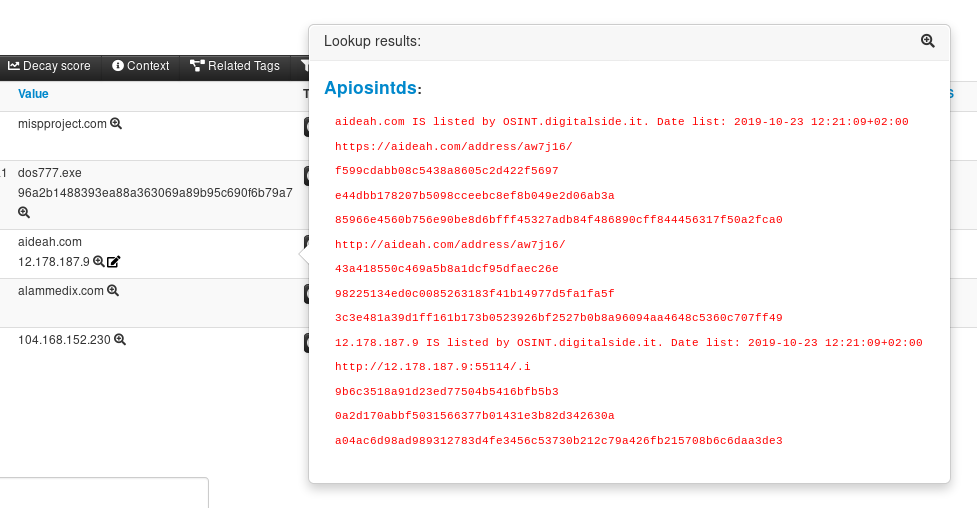 Lookup results:
Decay score Context Related Tags
Value
mispproject.com
dos777.exe
96a2b1488393ea88a363069a89b95c690f6b79a7
aideah.com
12.178.187.9
alammedix.com
104.168.152.230
Apiosintds:
aideah.com IS listed by OSINT.digitalside.it. Date list: 2019-10-23 12:21:09+02:00
https://aideah.com/address/aw7j16/
f599cdabb08c5438a8605c2d422f5697
e44dbb178207b5098cceebc8ef8b049e2d06ab3a
85966e4560b756e90be8d6bfff45327adb84f486890cff844456317f50a2fca0
http://aideah.com/address/aw7j16/
43a418550c469a5b8a1dcf95dfaec26e
98225134ed0c0085263183f41b14977d5fa1fa5f
3c3e481a39d1ff161b173b0523926bf2527b0b8a96094aa4648c5360c707ff49
12.178.187.9 IS listed by OSINT.digitalside.it. Date list: 2019-10-23 12:21:09+02:00
http://12.178.187.9:55114/.i
9b6c3518a91d23ed77504b5416bfb5b3
0a2d170abbf5031566377b01431e3b82d342630a
a04ac6d98ad989312783d4fe3456c53730b212c79a426fb215708b6c6daa3de3